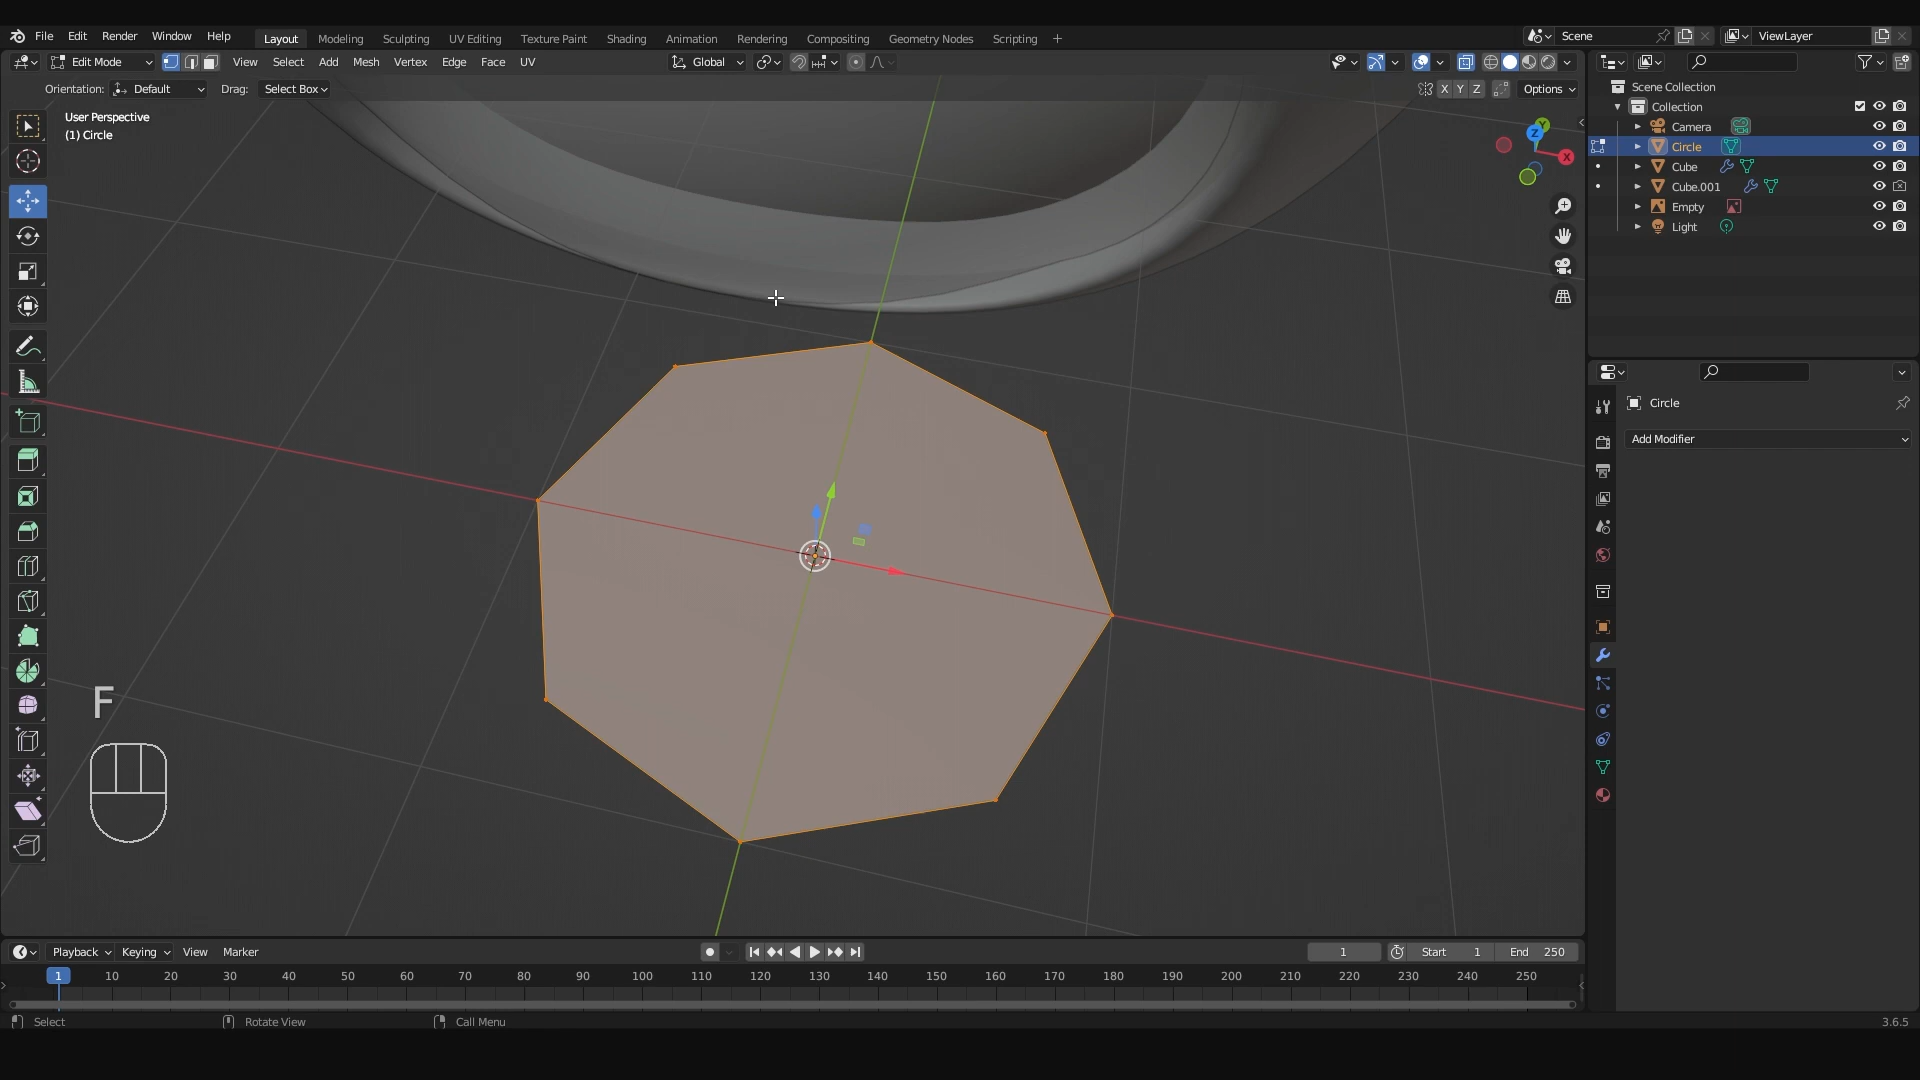 File Edit Render Window Help Layout Modeling Sculpting UV Editing Texture Paint Shading Animation Rendering Compositing Geometry Nodes Scripting + Scene ViewLayer
Edit Mode View Select Add Mesh Vertex Edge Face UV Global
Orientation: Default Drag: Select Box X Y Z Options
User Perspective
(1) Circle
Y
Z
X
Scene Collection
Collection
Camera
Circle
Cube
Cube.001
Empty
Light
Circle
Add Modifier
F
Playback Keying View Marker 1 Start 1 End 250
1 10 20 30 40 50 60 70 80 90 100 110 120 130 140 150 160 170 180 190 200 210 220 230 240 250
Select Rotate View Call Menu 3.6.5